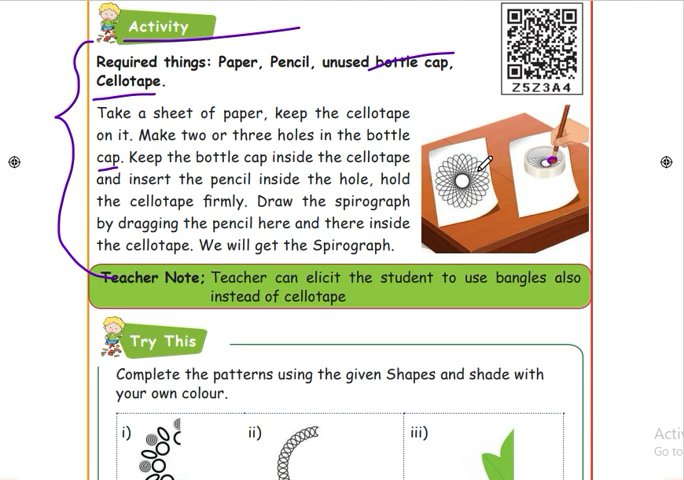 Activity
Required things: Paper, Pencil, unused bottle cap,
Cellotape.
Z5Z3A4
Take a sheet of paper, keep the cellotape
on it. Make two or three holes in the bottle
cap. Keep the bottle cap inside the cellotape
and insert the pencil inside the hole, hold
the cellotape firmly. Draw the spirograph
by dragging the pencil here and there inside
the cellotape. We will get the Spirograph.
Teacher Note; Teacher can elicit the student to use bangles also
instead of cellotape
Try This
Complete the patterns using the given Shapes and shade with
your own colour.
i) ii) iii)
Go to